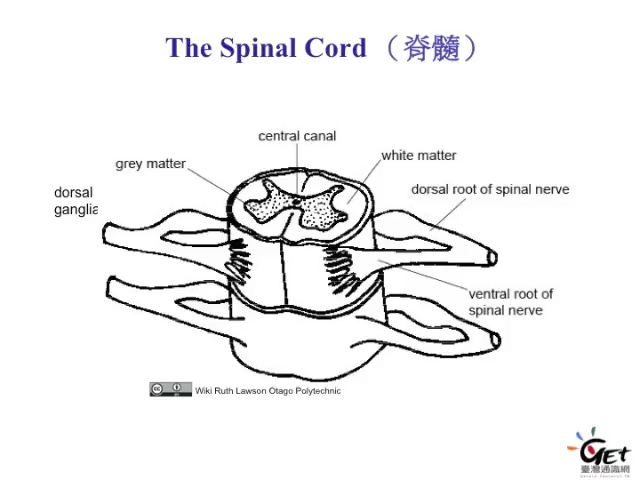 The Spinal Cord （脊髓）
central canal
grey matter
white matter
dorsal
ganglia
dorsal root of spinal nerve
ventral root of
spinal nerve
Wiki Ruth Lawson Otago Polytechnic
GEt
臺灣通識網